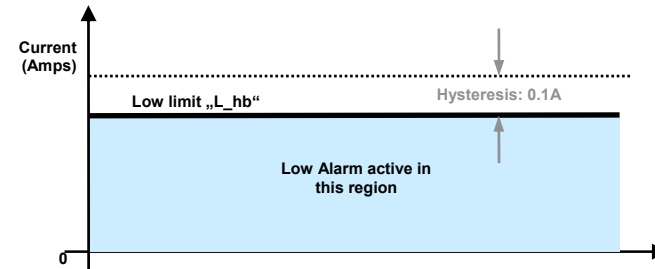 Current
(Amps)
Low limit „L_hb“
Hysteresis: 0.1A
Low Alarm active in
this region
0